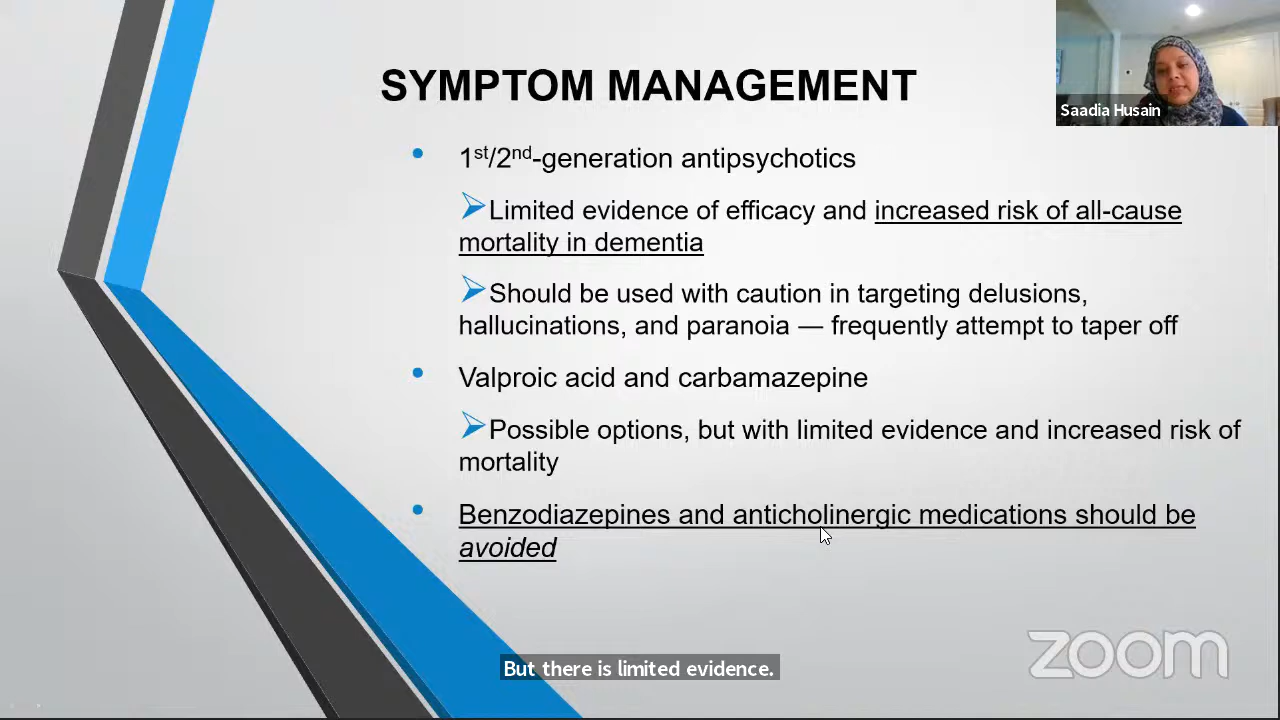 SYMPTOM MANAGEMENT
Saadia Husain
• 1st/2nd-generation antipsychotics
➢Limited evidence of efficacy and increased risk of all-cause
mortality in dementia
➢Should be used with caution in targeting delusions,
hallucinations, and paranoia — frequently attempt to taper off
• Valproic acid and carbamazepine
➢Possible options, but with limited evidence and increased risk of
mortality
• Benzodiazepines and anticholinergic medications should be
avoided
zoom
But there is limited evidence.